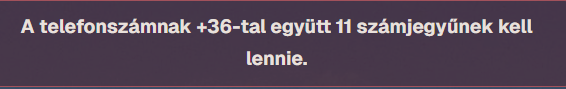 A telefonszámnak +36-tal együtt 11 számjegyűnek kell
lennie.